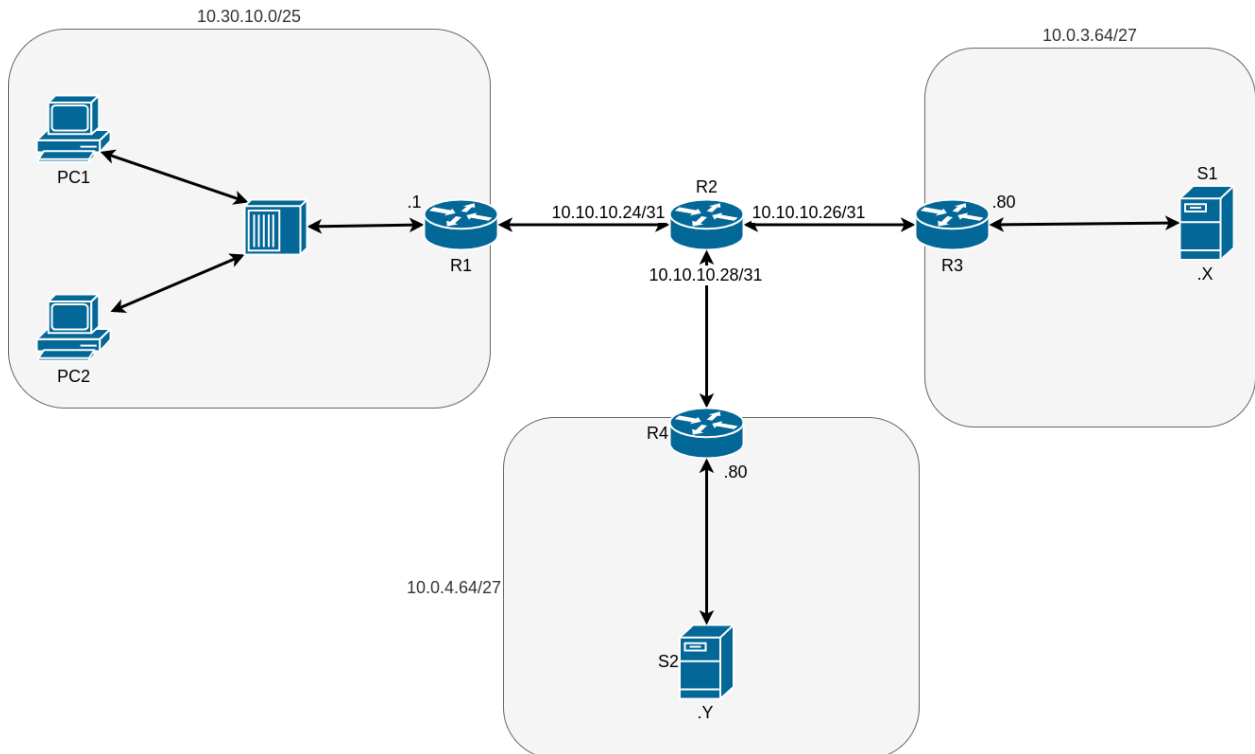 10.30.10.0/25
10.0.3.64/27
PC1
S1
R2
.1
.80
10.10.10.24/31
10.10.10.26/31
R1
R3
.X
10.10.10.28/31
PC2
R4
.80
10.0.4.64/27
S2
.Y